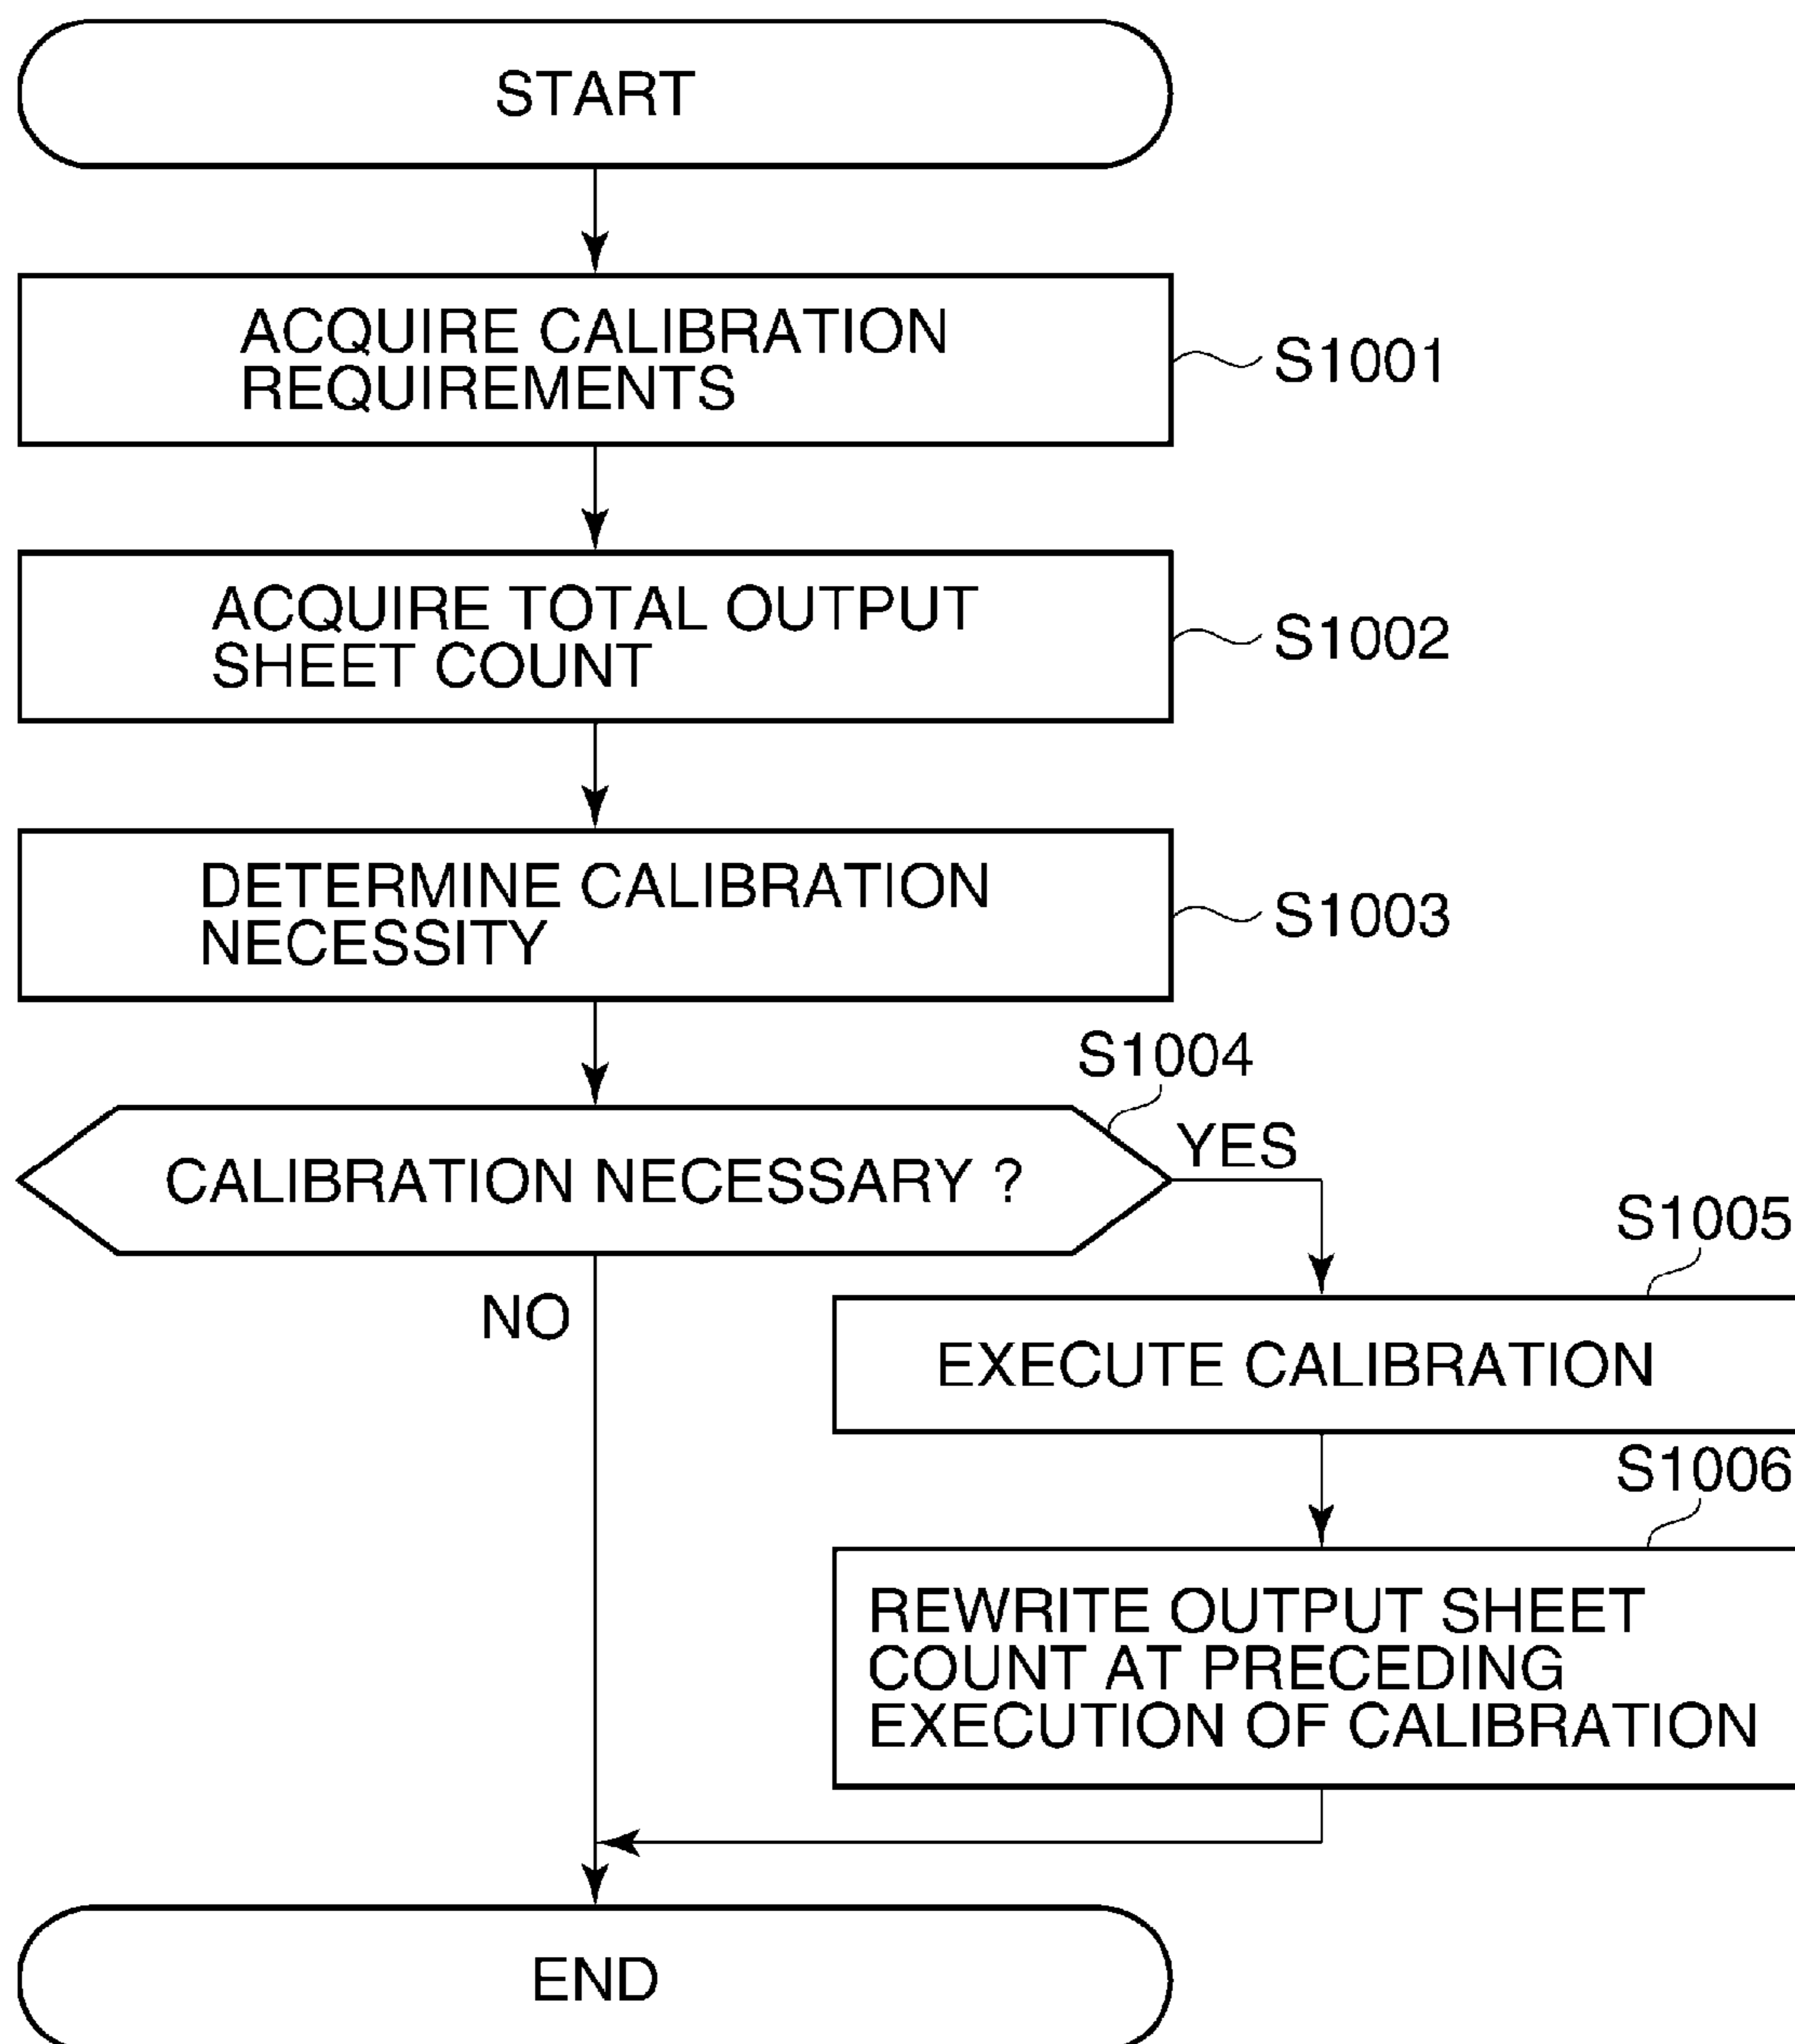 START
ACQUIRE CALIBRATION
REQUIREMENTS
S1001
ACQUIRE TOTAL OUTPUT
SHEET COUNT
S1002
DETERMINE CALIBRATION
NECESSITY
S1003
S1004
CALIBRATION NECESSARY ?
YES
NO
S1005
EXECUTE CALIBRATION
S1006
REWRITE OUTPUT SHEET
COUNT AT PRECEDING
EXECUTION OF CALIBRATION
END